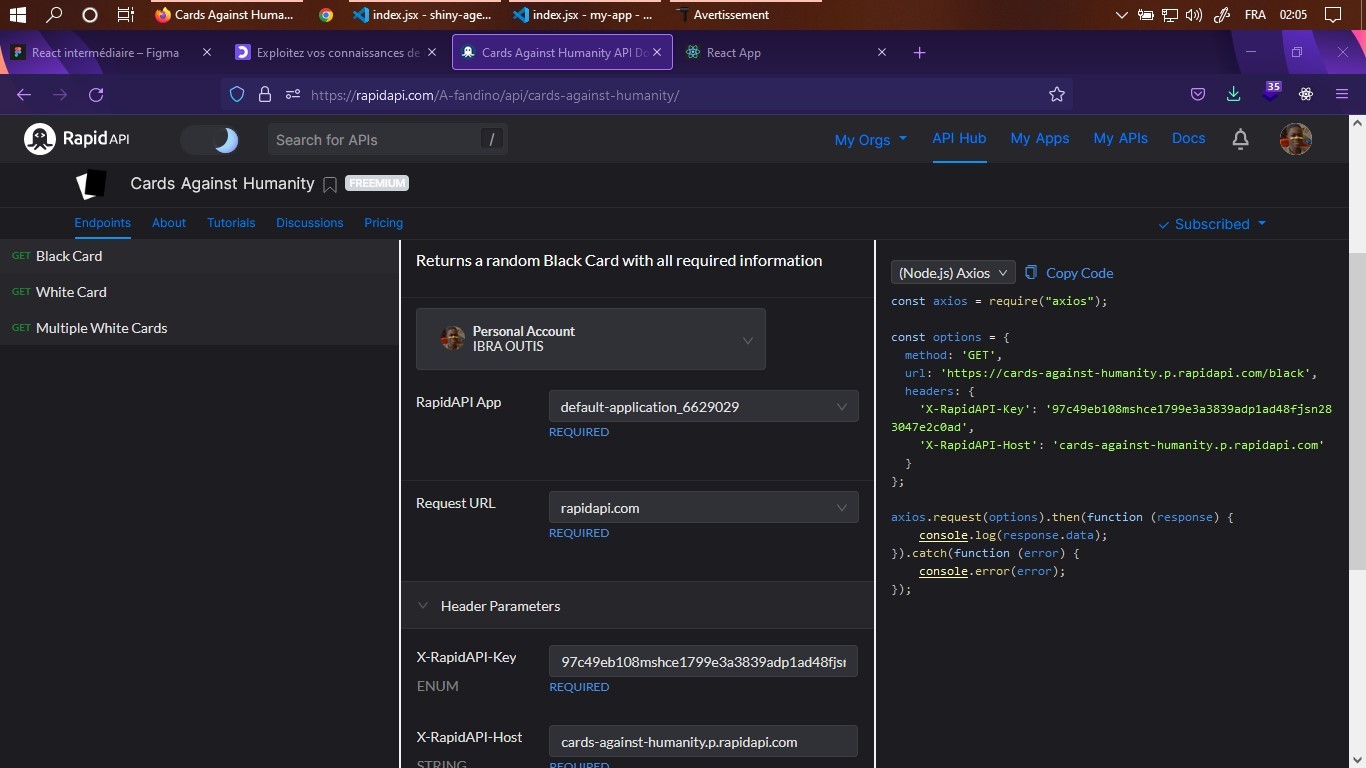 Cards Against Huma...
index.jsx - shiny-age...
index.jsx - my-app - ...
Avertissement
FRA
02:05
React intermédiaire – Figma
Exploitez vos connaissances de
Cards Against Humanity API Do
React App
https://rapidapi.com/A-fandino/api/cards-against-humanity/
35
Rapid API
Search for APIs
/
My Orgs
API Hub
My Apps
My APIs
Docs
Cards Against Humanity
FREEMIUM
Endpoints
About
Tutorials
Discussions
Pricing
Subscribed
GET Black Card
GET White Card
GET Multiple White Cards
Returns a random Black Card with all required information
Personal Account
IBRA OUTIS
RapidAPI App
default-application_6629029
REQUIRED
Request URL
rapidapi.com
REQUIRED
Header Parameters
X-RapidAPI-Key
ENUM
97c49eb108mshce1799e3a3839adp1ad48fjsn
REQUIRED
X-RapidAPI-Host
STRING
cards-against-humanity.p.rapidapi.com
REQUIRED
(Node.js) Axios
Copy Code
const axios = require("axios");
const options = {
method: 'GET',
url: 'https://cards-against-humanity.p.rapidapi.com/black',
headers: {
'X-RapidAPI-Key': '97c49eb108mshce1799e3a3839adp1ad48fjsn28
3047e2c0ad',
'X-RapidAPI-Host': 'cards-against-humanity.p.rapidapi.com'
}
};
axios.request(options).then(function (response) {
console.log(response.data);
}).catch(function (error) {
console.error(error);
});